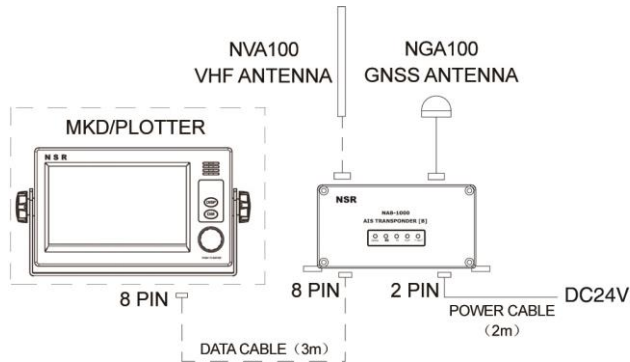 NVA100
VHF ANTENNA
NGA100
GNSS ANTENNA
MKD/PLOTTER
NSR
NSR
NAB-1000
AIS TRANSPONDER [B]
8 PIN
8 PIN
2 PIN
DC24V
POWER CABLE
（2m）
DATA CABLE（3m）